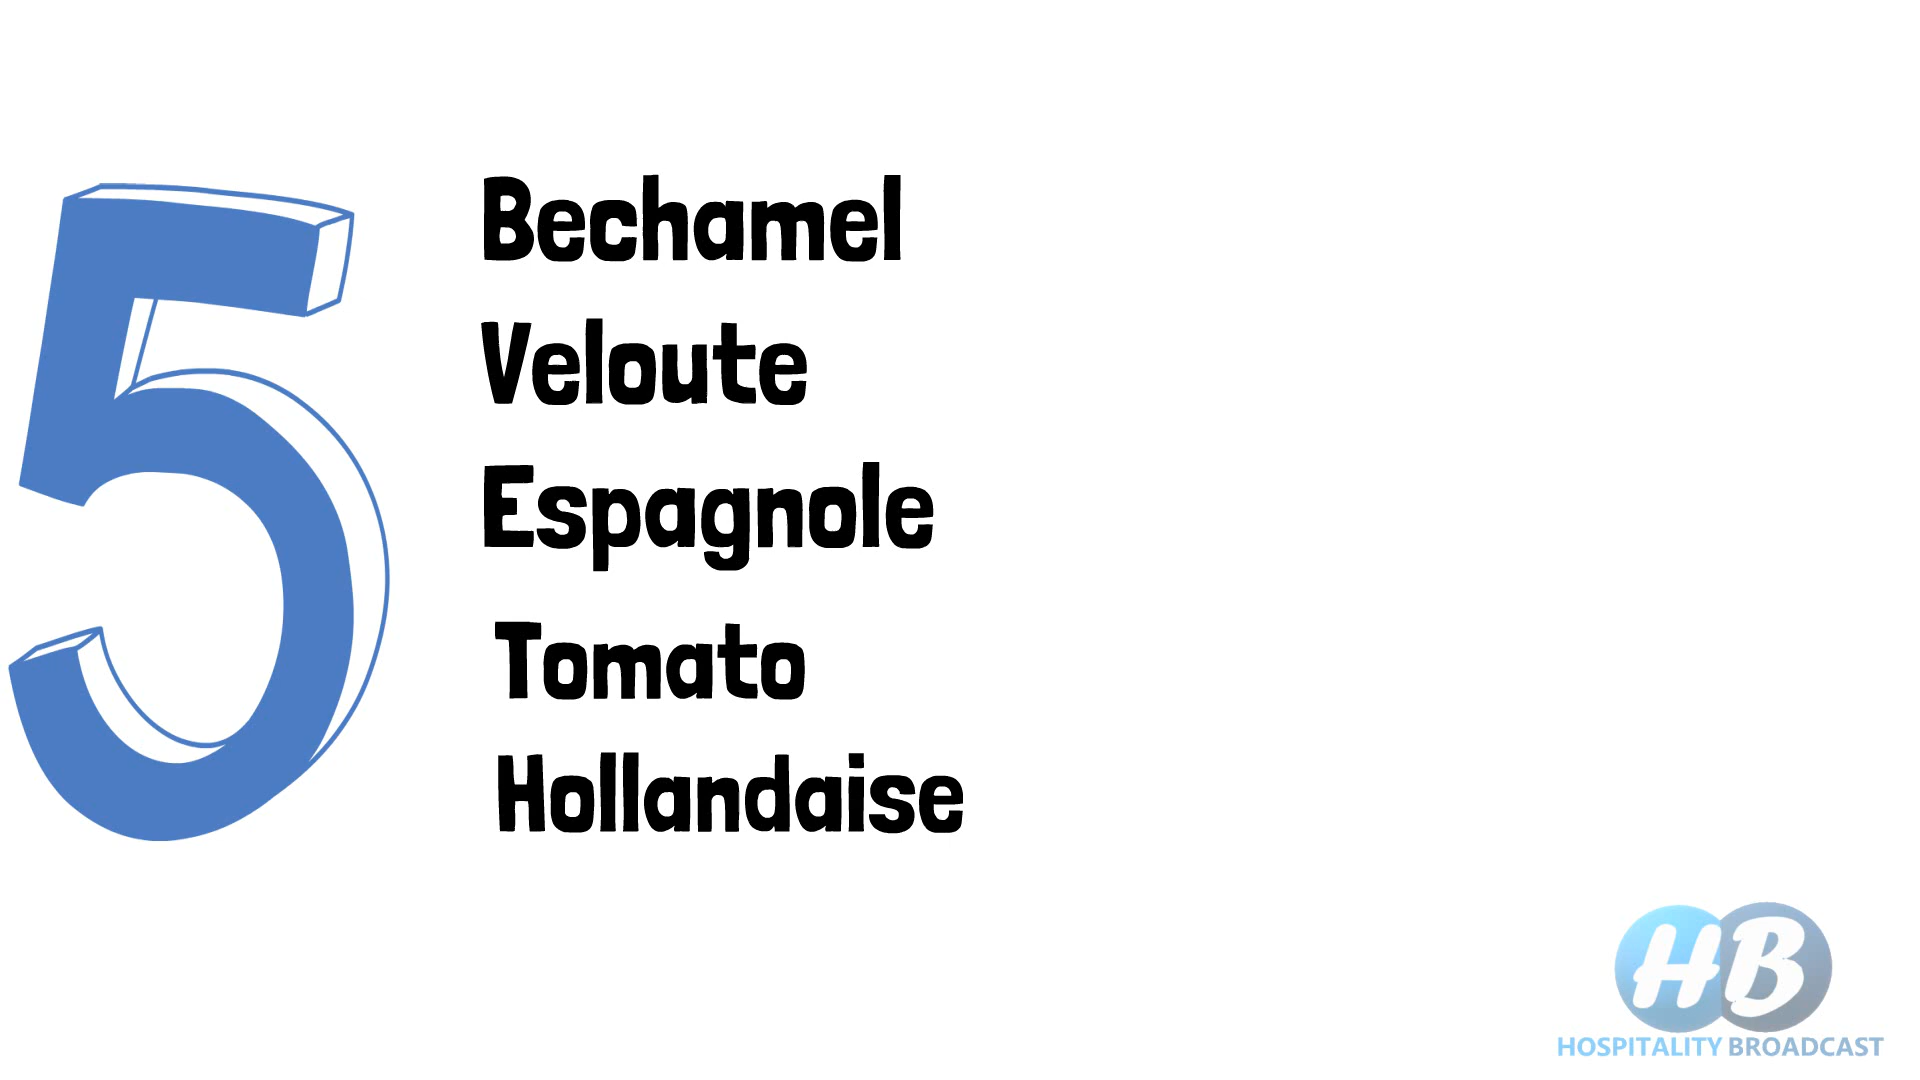 5
Bechamel
Veloute
Espagnole
Tomato
Hollandaise
HB
HOSPITALITY BROADCAST